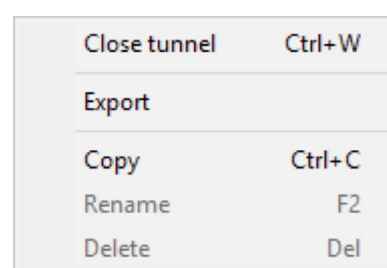 Close tunnel Ctrl+W
Export
Copy Ctrl+C
Rename F2
Delete Del